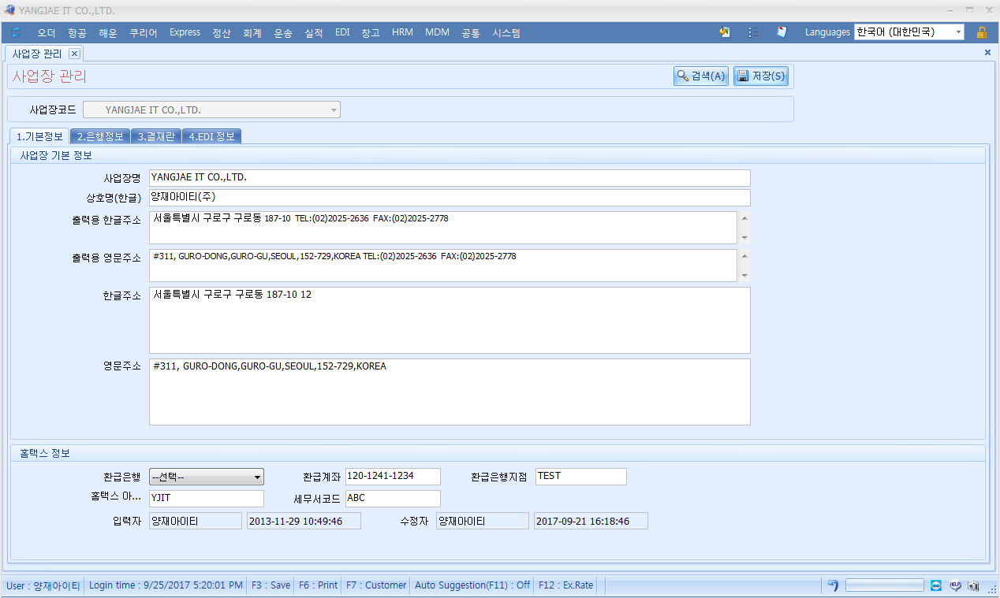 YANGJAE IT CO.,LTD.
오더 항공 해운 쿠리어 Express 정산 회계 운송 실적 EDI 창고 HRM MDM 공통 시스템 Languages 한국어 (대한민국)
사업장 관리
사업장 관리 검색(A) 저장(S)
사업장코드 YANGJAE IT CO.,LTD.
1.기본정보 2.은행정보 3.결재란 4.EDI 정보
사업장 기본 정보
사업장명 YANGJAE IT CO.,LTD.
상호명(한글) 양재아이티(주)
출력용 한글주소 서울특별시 구로구 구로동 187-10 TEL:(02)2025-2636 FAX:(02)2025-2778
출력용 영문주소 #311, GURO-DONG,GURO-GU,SEOUL,152-729,KOREA TEL:(02)2025-2636 FAX:(02)2025-2778
한글주소 서울특별시 구로구 구로동 187-10 12
영문주소 #311, GURO-DONG,GURO-GU,SEOUL,152-729,KOREA
홈택스 정보
환급은행 --선택-- 환급계좌 120-1241-1234 환급은행지점 TEST
홈택스 아... YJIT 세무서코드 ABC
입력자 양재아이티 2013-11-29 10:49:46 수정자 양재아이티 2017-09-21 16:18:46
User : 양재아이티 Login time : 9/25/2017 5:20:01 PM F3 : Save F6 : Print F7 : Customer Auto Suggestion(F11) : Off F12 : Ex.Rate HELP